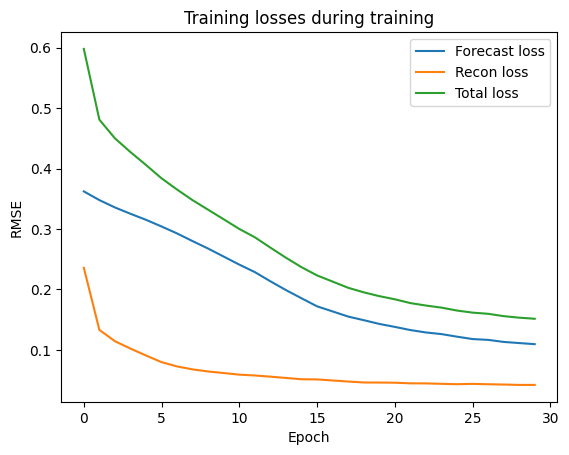 Training losses during training
Forecast loss
Recon loss
Total loss
RMSE
0.6
0.5
0.4
0.3
0.2
0.1
0 5 10 15 20 25 30
Epoch